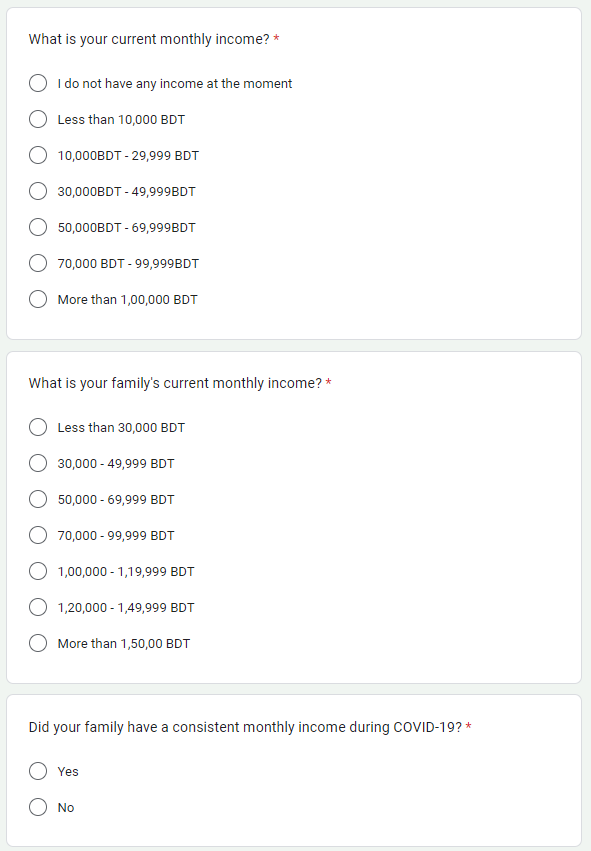 What is your current monthly income? *
I do not have any income at the moment
Less than 10,000 BDT
10,000BDT - 29,999 BDT
30,000BDT - 49,999BDT
50,000BDT - 69,999BDT
70,000 BDT - 99,999BDT
More than 1,00,000 BDT
What is your family's current monthly income? *
Less than 30,000 BDT
30,000 - 49,999 BDT
50,000 - 69,999 BDT
70,000 - 99,999 BDT
1,00,000 - 1,19,999 BDT
1,20,000 - 1,49,999 BDT
More than 1,50,00 BDT
Did your family have a consistent monthly income during COVID-19? *
Yes
No